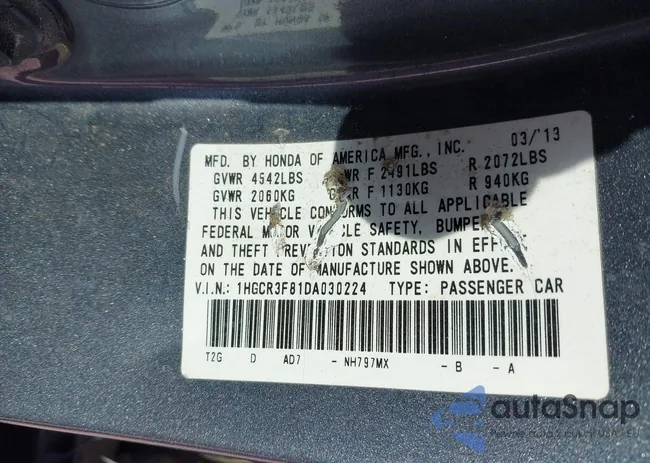 MFD. BY HONDA OF AMERICA MFG., INC. 03/'13
GVWR 4542LBS WR F 2491LBS R 2072LBS
GVWR 2060KG WR F 1130KG R 940KG
THIS VEHICLE CONFORMS TO ALL APPLICABLE
FEDERAL MOTOR VEHICLE SAFETY, BUMPER
AND THEFT PREVENTION STANDARDS IN EFFECT
ON THE DATE OF MANUFACTURE SHOWN ABOVE.
V.I.N.: 1HGCR3F81DA030224 TYPE: PASSENGER CAR
T2G D AD7 - NH797MX - B - A
autoSnap